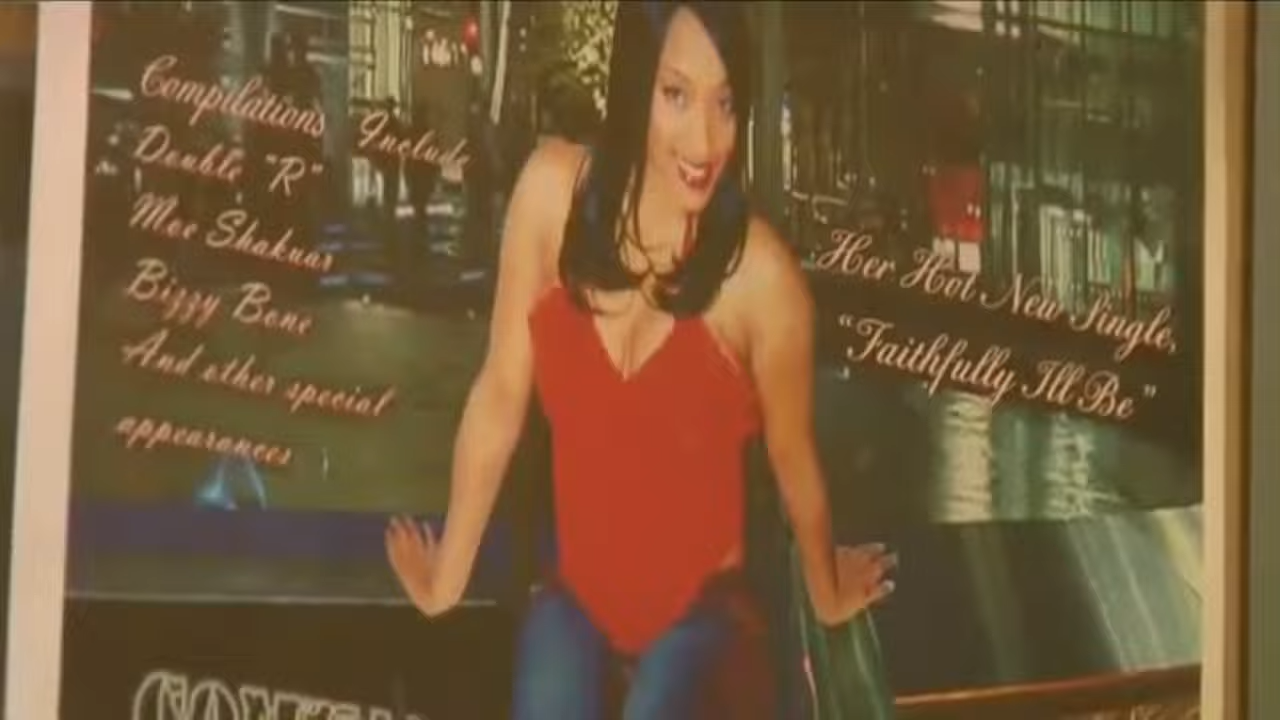 Compilations Include
Double "R"
Moe Shakuar
Bizzy Bone
And other special
appearances
Her Hot New Single,
"Faithfully Ill Be"